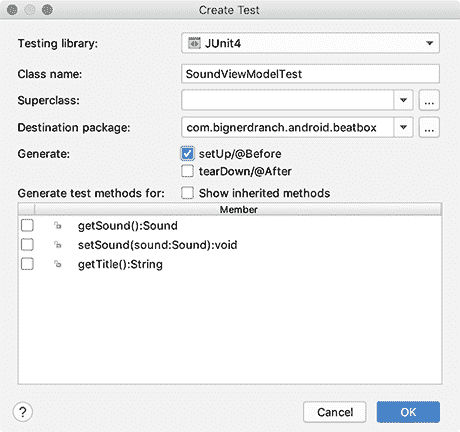 Create Test
Testing library: JUnit4
Class name: SoundViewModelTest
Superclass: ...
Destination package: com.bignerdranch.android.beatbox ...
Generate: setUp/@Before
tearDown/@After
Generate test methods for: Show inherited methods
Member
getSound():Sound
setSound(sound:Sound):void
getTitle():String
? Cancel OK